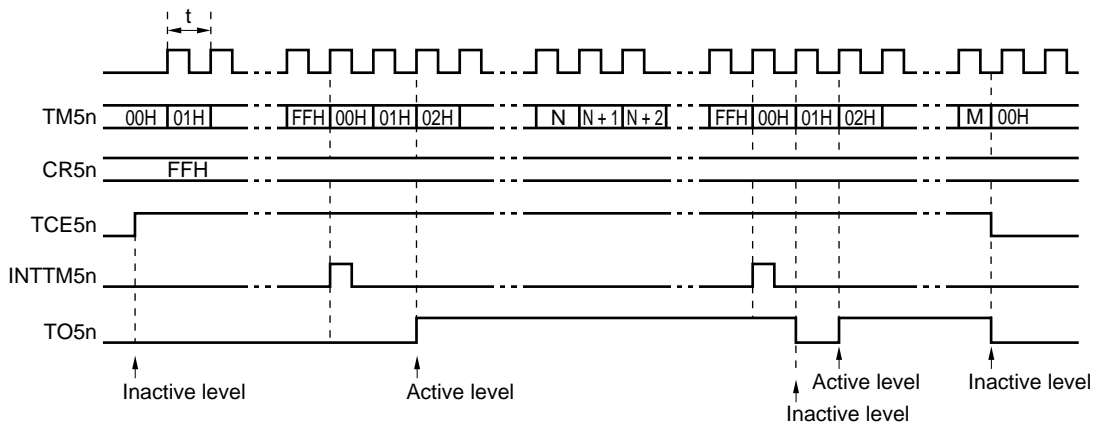 t
TM5n 00H 01H FFH 00H 01H 02H N N + 1 N + 2 FFH 00H 01H 02H M 00H
CR5n FFH
TCE5n
INTTM5n
TO5n
Inactive level Active level Active level Inactive level
Inactive level